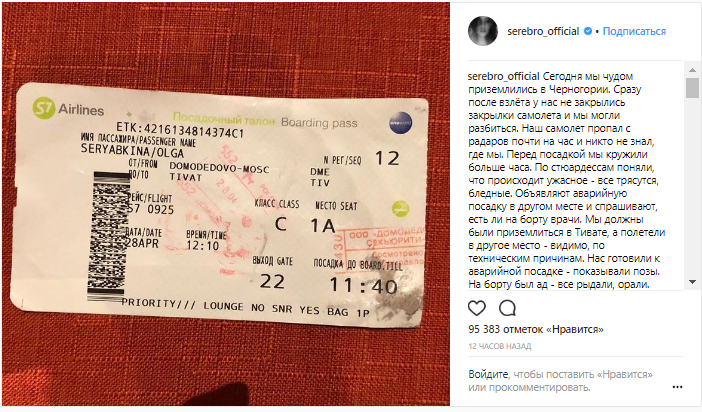 S7 Airlines
Посадочный талон Boarding pass
ETK:4216134814374C1
ИМЯ ПАССАЖИРА/PASSENGER NAME
SERYABKINA/OLGA
N РЕГ/SEQ 12
ОТ/FROM DOMODEDOVO-MOSC DME
ДО/TO TIVAT TIV
РЕЙС/FLIGHT КЛАСС CLASS МЕСТО SEAT
S7 0925 C 1A
ДАТА/DATE ВРЕМЯ/TIME
28APR 12:10
ВЫХОД GATE ПОСАДКА ДО BOARD.TILL
22 11:40
PRIORITY/// LOUNGE NO SNR YES BAG 1P
serebro_official • Подписаться
serebro_official Сегодня мы чудом
приземлились в Черногории. Сразу
после взлёта у нас не закрылись
закрылки самолета и мы могли
разбиться. Наш самолет пропал с
радаров почти на час и никто не знал,
где мы. Перед посадкой мы кружили
больше часа. По стюардессам поняли,
что происходит ужасное - все трясутся,
бледные. Объявляют аварийную
посадку в другом месте и спрашивают,
есть ли на борту врачи. Мы должны
были приземлиться в Тивате, а полетели
в другое место - видимо, по
техническим причинам. Нас готовили к
аварийной посадке - показывали позы.
На борту был ад - все рыдали, орали.
95 383 отметок «Нравится»
12 ЧАСОВ НАЗАД
Войдите, чтобы поставить «Нравится»
или прокомментировать.